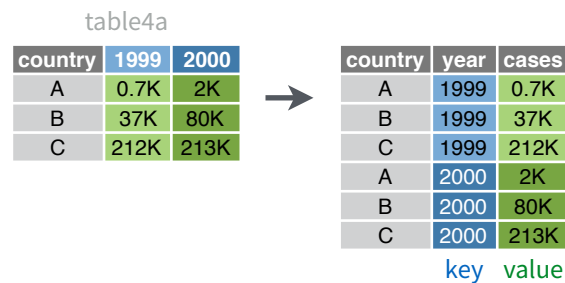 table4a
country 1999 2000
A 0.7K 2K
B 37K 80K
C 212K 213K
country year cases
A 1999 0.7K
B 1999 37K
C 1999 212K
A 2000 2K
B 2000 80K
C 2000 213K
key value